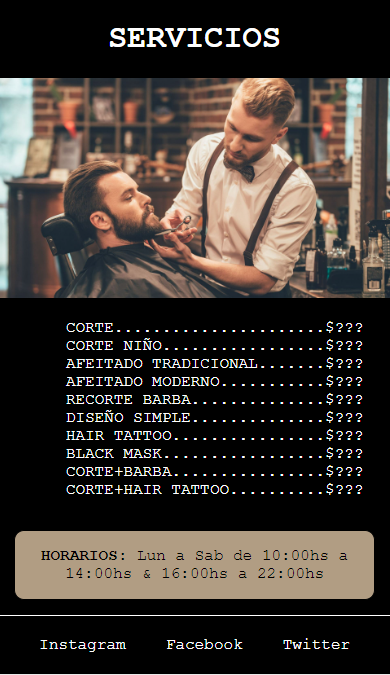 SERVICIOS
CORTE......................$???
CORTE NIÑO.................$???
AFEITADO TRADICIONAL.......$???
AFEITADO MODERNO...........$???
RECORTE BARBA..............$???
DISEÑO SIMPLE..............$???
HAIR TATTOO................$???
BLACK MASK.................$???
CORTE+BARBA................$???
CORTE+HAIR TATTOO..........$???
HORARIOS: Lun a Sab de 10:00hs a
14:00hs & 16:00hs a 22:00hs
Instagram Facebook Twitter